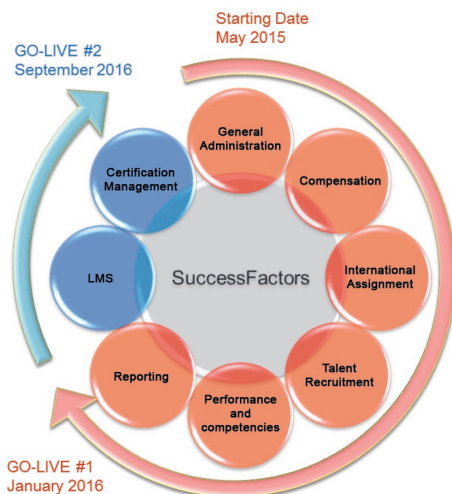 Starting Date
May 2015
GO-LIVE #2
September 2016
General
Administration
Compensation
International
Assignment
Talent
Recruitment
Performance
and
competencies
Reporting
LMS
Certification
Management
SuccessFactors
GO-LIVE #1
January 2016